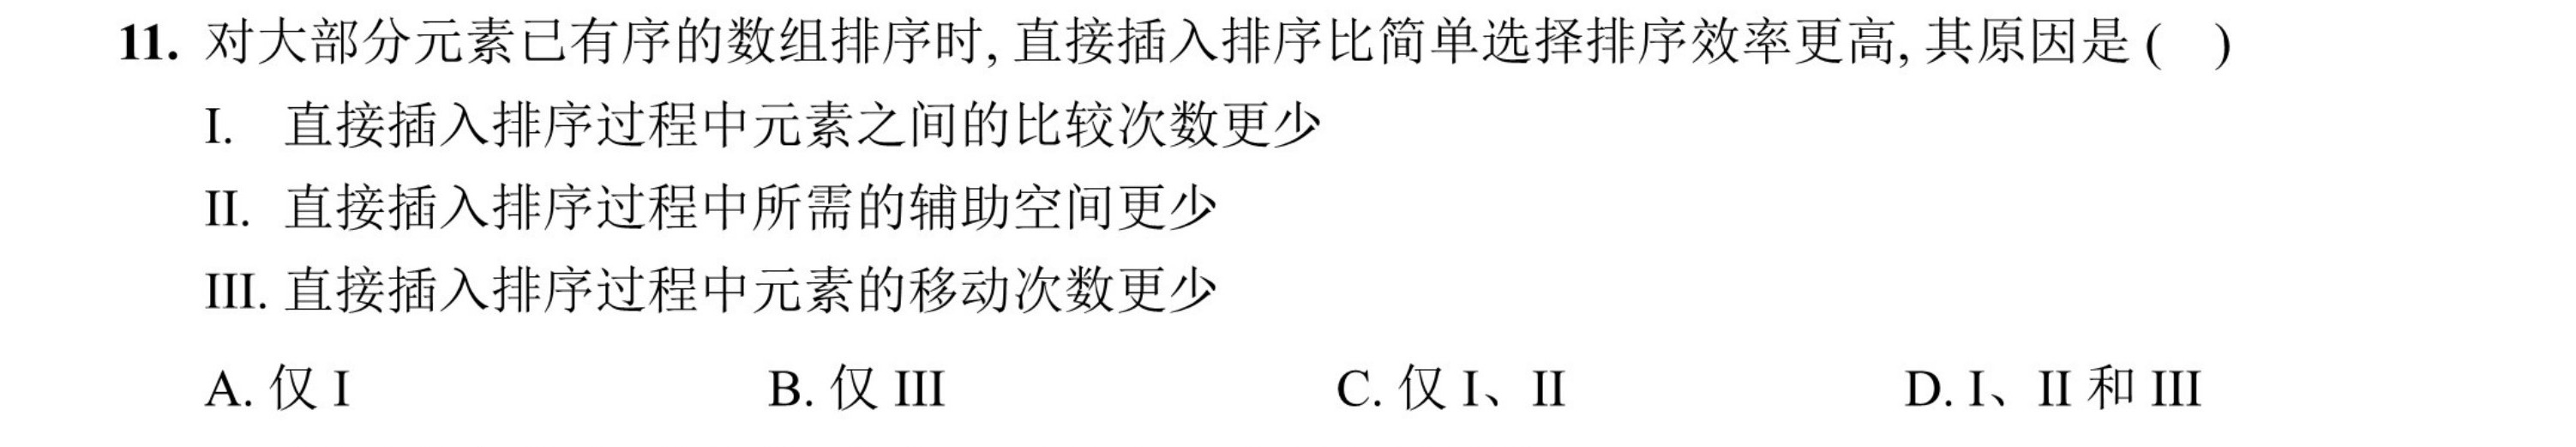 11. 对大部分元素已有序的数组排序时, 直接插入排序比简单选择排序效率更高, 其原因是 ( )
I. 直接插入排序过程中元素之间的比较次数更少
II. 直接插入排序过程中所需的辅助空间更少
III. 直接插入排序过程中元素的移动次数更少
A. 仅 I B. 仅 III C. 仅 I、II D. I、II 和 III